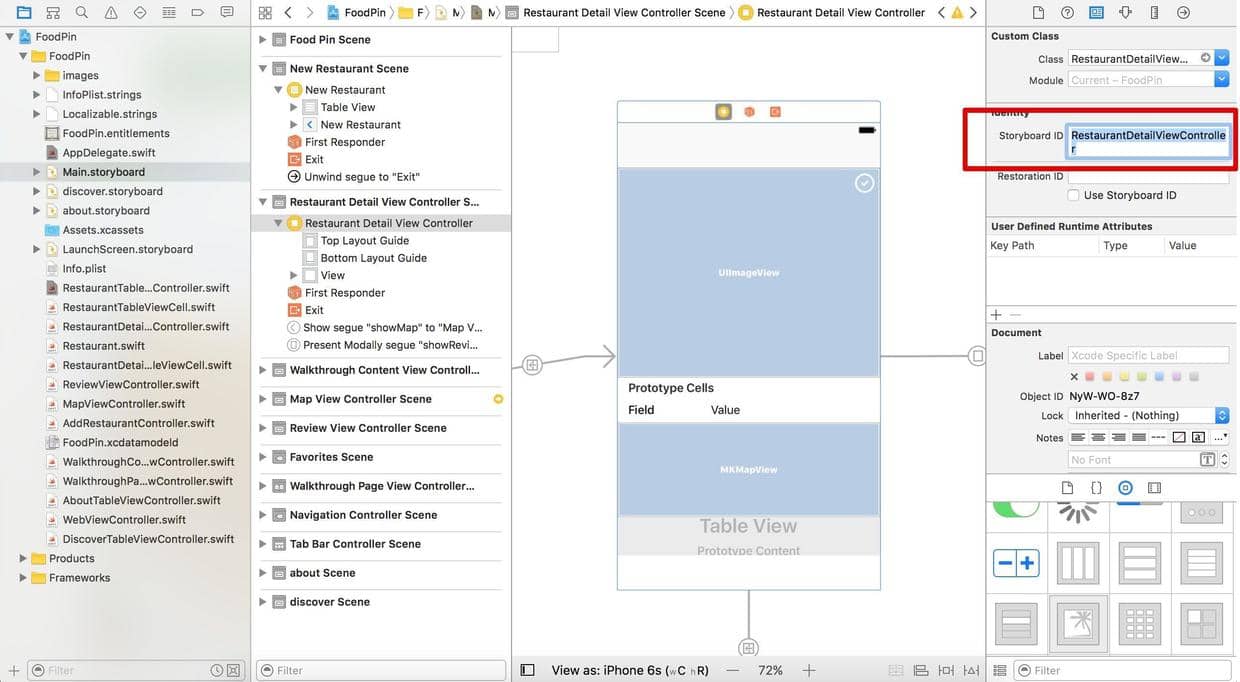 FoodPin
FoodPin
images
InfoPlist.strings
Localizable.strings
FoodPin.entitlements
AppDelegate.swift
Main.storyboard
discover.storyboard
about.storyboard
Assets.xcassets
LaunchScreen.storyboard
Info.plist
RestaurantTable...Controller.swift
RestaurantTableViewCell.swift
RestaurantDetai...Controller.swift
Restaurant.swift
RestaurantDetai...leViewCell.swift
ReviewViewController.swift
MapViewController.swift
AddRestaurantController.swift
FoodPin.xcdatamodeld
WalkthroughCo...wController.swift
WalkthroughPa...wController.swift
AboutTableViewController.swift
WebViewController.swift
DiscoverTableViewController.swift
Products
Frameworks
Filter
FoodPin F M M Restaurant Detail View Controller Scene Restaurant Detail View Controller
Food Pin Scene
New Restaurant Scene
New Restaurant
Table View
New Restaurant
First Responder
Exit
Unwind segue to "Exit"
Restaurant Detail View Controller S...
Restaurant Detail View Controller
Top Layout Guide
Bottom Layout Guide
View
First Responder
Exit
Show segue "showMap" to "Map V...
Present Modally segue "showRevi...
Walkthrough Content View Controll...
Map View Controller Scene
Review View Controller Scene
Favorites Scene
Walkthrough Page View Controller...
Navigation Controller Scene
Tab Bar Controller Scene
about Scene
discover Scene
Filter
UIImageView
Prototype Cells
Field Value
MKMapView
Table View
Prototype Content
View as: iPhone 6s (wC hR) — 72% +
Custom Class
Class RestaurantDetailView...
Module Current – FoodPin
Identity
Storyboard ID RestaurantDetailViewControlle
r
Restoration ID
Use Storyboard ID
User Defined Runtime Attributes
Key Path Type Value
Document
Label Xcode Specific Label
Object ID NyW-WO-8z7
Lock Inherited - (Nothing)
Notes
No Font
Filter